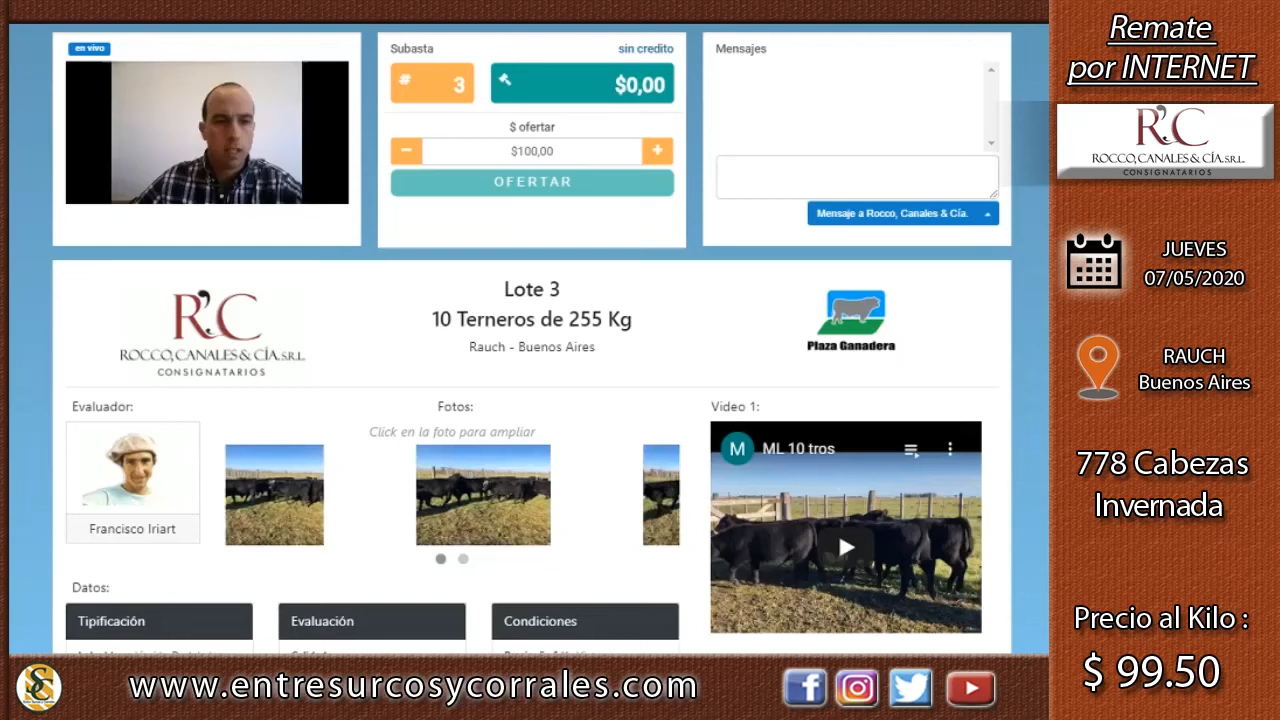 en vivo
Subasta
sin credito
# 3
$0,00
$ ofertar
− $100,00 +
OFERTAR
Mensajes
Mensaje a Rocco, Canales & Cía.
R'C
ROCCO, CANALES & CÍA S.R.L.
CONSIGNATARIOS
Lote 3
10 Terneros de 255 Kg
Rauch - Buenos Aires
Plaza Ganadera
Evaluador:
Francisco Iriart
Fotos:
Click en la foto para ampliar
Video 1:
M ML 10 tros
Datos:
Tipificación
Evaluación
Condiciones
www.entresurcosycorrales.com
Remate
por INTERNET
R'C
ROCCO, CANALES & CÍA. S.R.L.
CONSIGNATARIOS
JUEVES
07/05/2020
RAUCH
Buenos Aires
778 Cabezas
Invernada
Precio al Kilo :
$ 99.50